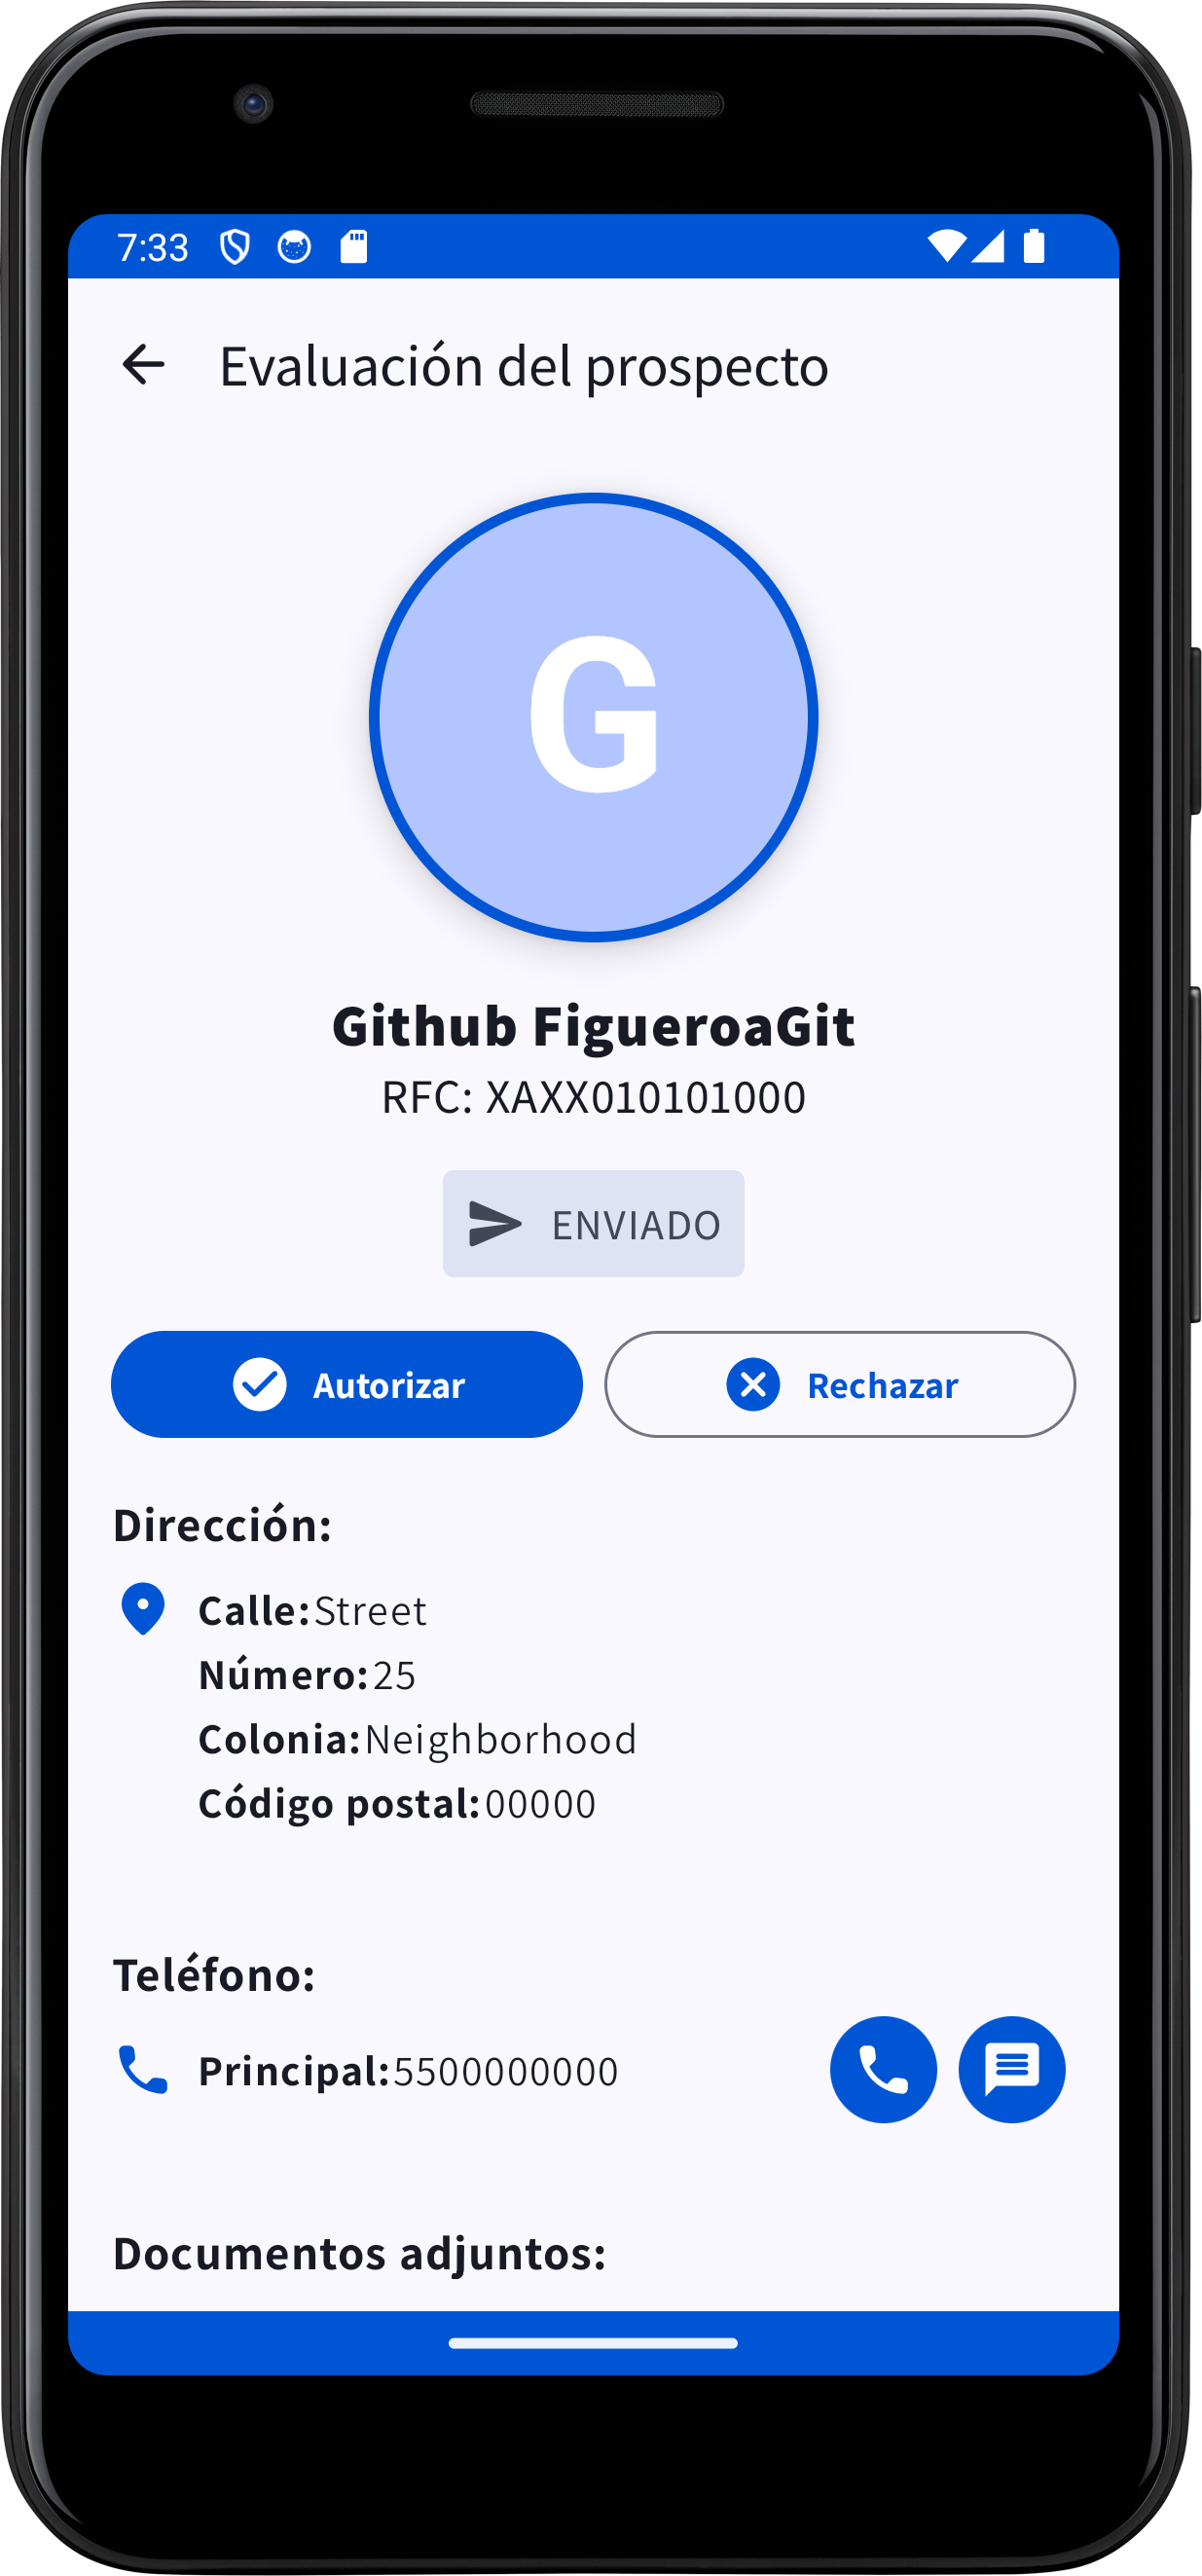 7:33
Evaluación del prospecto
G
Github FigueroaGit
RFC: XAXX010101000
ENVIADO
Autorizar
Rechazar
Dirección:
Calle:Street
Número:25
Colonia:Neighborhood
Código postal:00000
Teléfono:
Principal:5500000000
Documentos adjuntos: